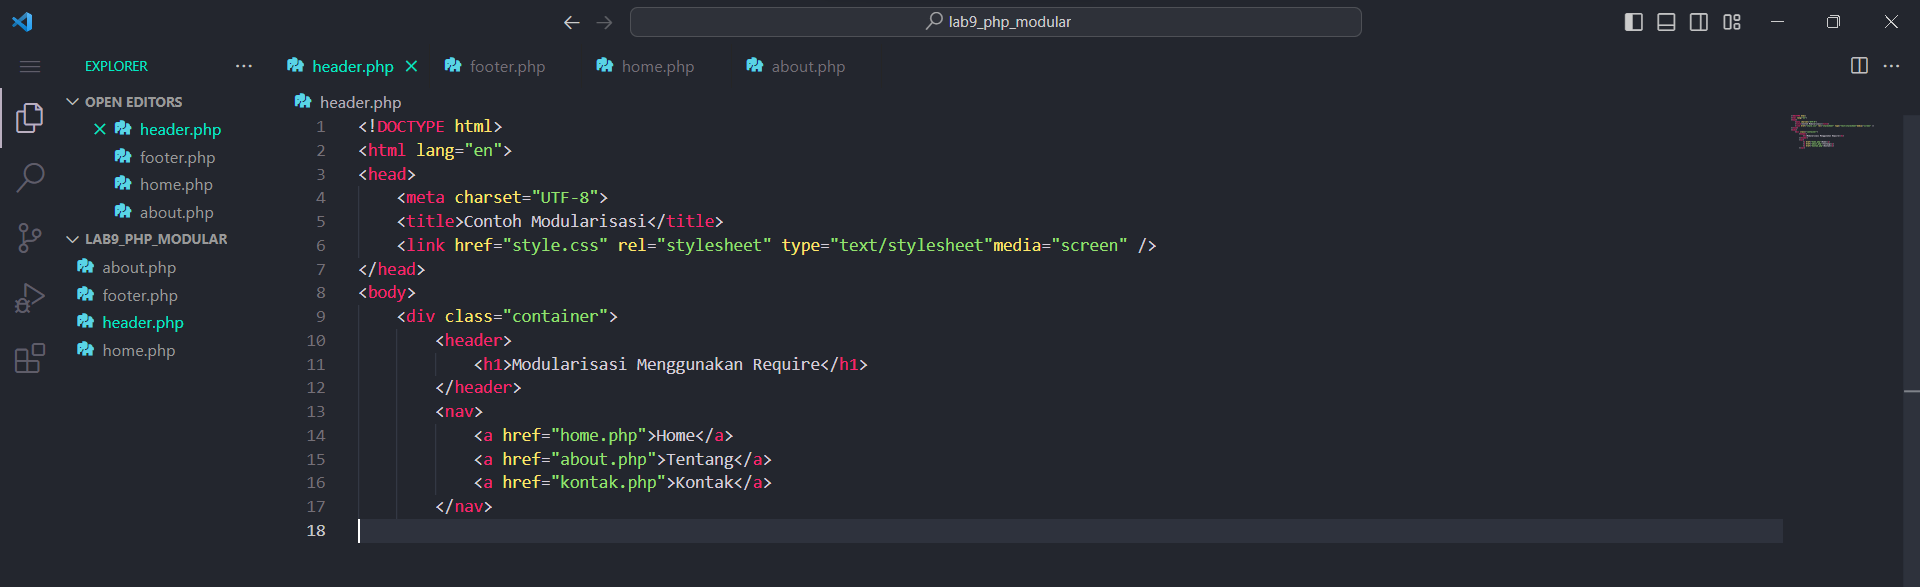 lab9_php_modular
EXPLORER
header.php
footer.php
home.php
about.php
OPEN EDITORS
header.php
footer.php
home.php
about.php
LAB9_PHP_MODULAR
about.php
footer.php
header.php
home.php
header.php
1 <!DOCTYPE html>
2 <html lang="en">
3 <head>
4 <meta charset="UTF-8">
5 <title>Contoh Modularisasi</title>
6 <link href="style.css" rel="stylesheet" type="text/stylesheet"media="screen" />
7 </head>
8 <body>
9 <div class="container">
10 <header>
11 <h1>Modularisasi Menggunakan Require</h1>
12 </header>
13 <nav>
14 <a href="home.php">Home</a>
15 <a href="about.php">Tentang</a>
16 <a href="kontak.php">Kontak</a>
17 </nav>
18